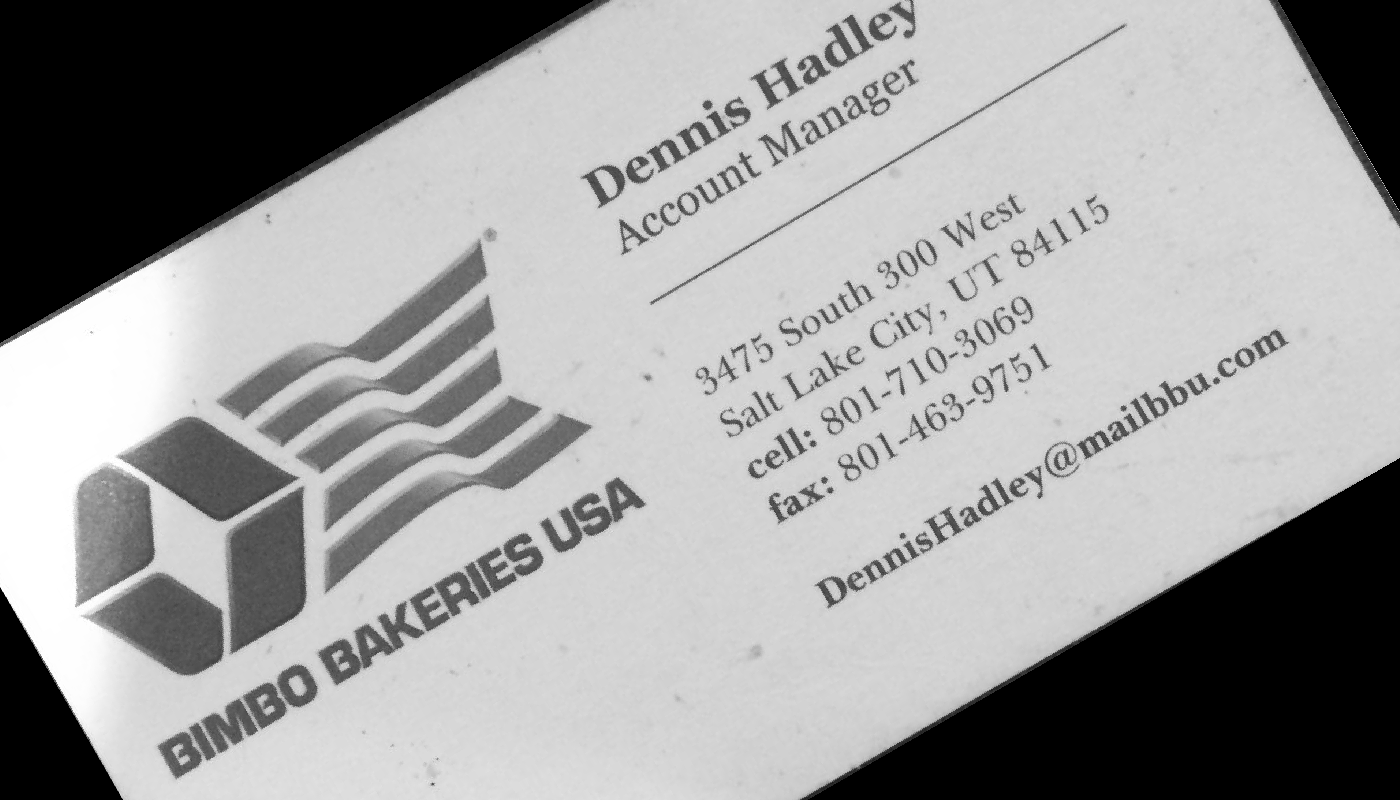 Dennis Hadley
Account Manager
3475 South 300 West
Salt Lake City, UT 84115
cell: 801-710-3069
fax: 801-463-9751
DennisHadley@mailbbu.com
BIMBO BAKERIES USA